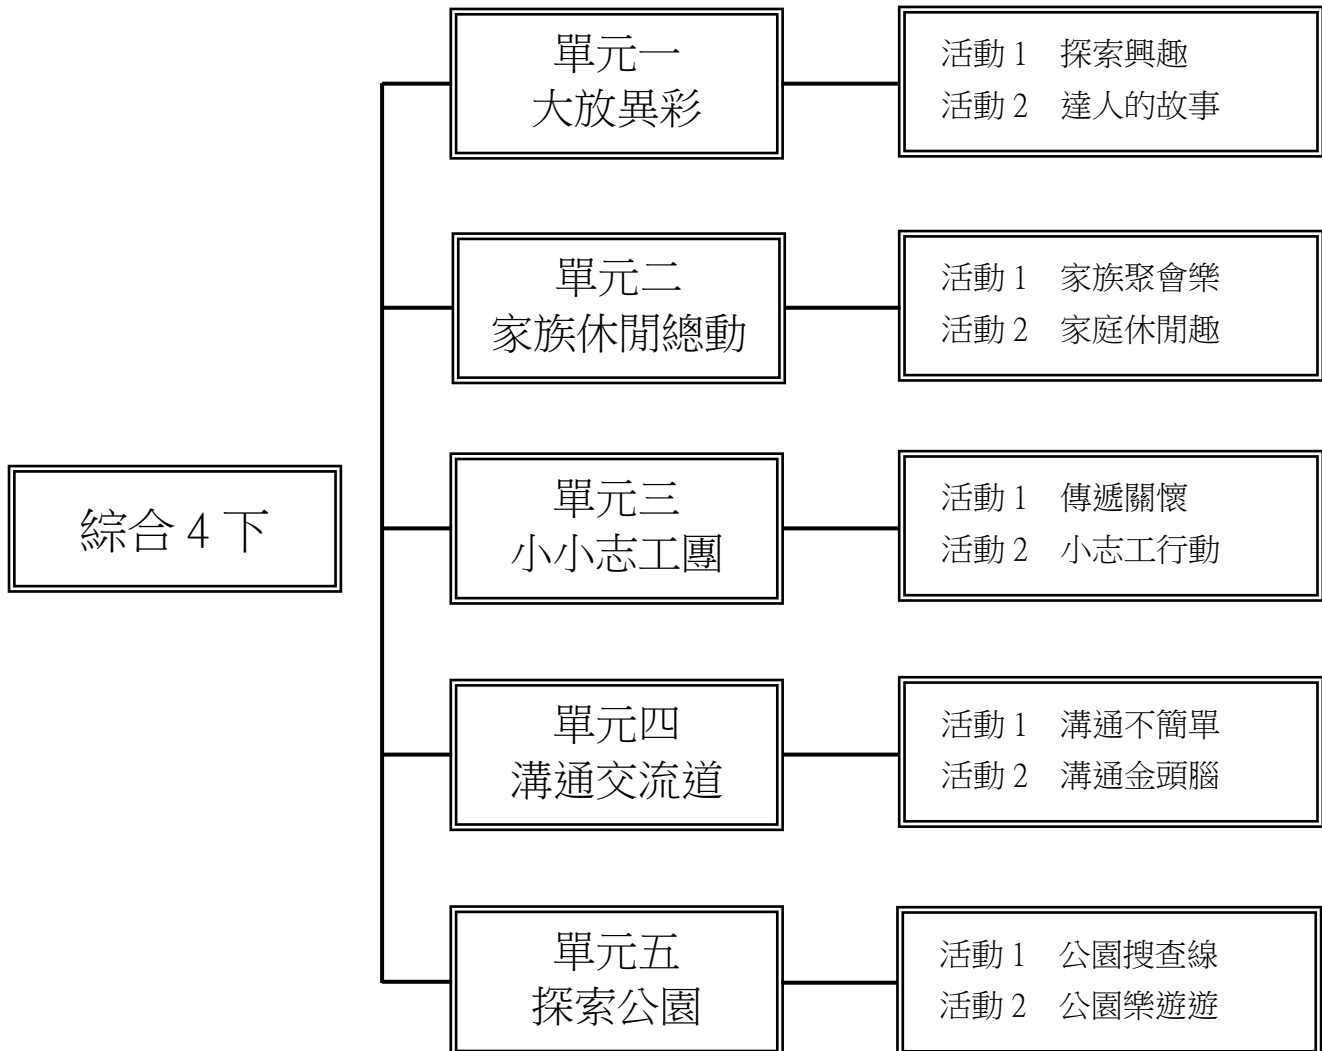 綜合 4 下
單元一
大放異彩
活動 1　探索興趣
活動 2　達人的故事
單元二
家族休閒總動
活動 1　家族聚會樂
活動 2　家庭休閒趣
單元三
小小志工團
活動 1　傳遞關懷
活動 2　小志工行動
單元四
溝通交流道
活動 1　溝通不簡單
活動 2　溝通金頭腦
單元五
探索公園
活動 1　公園搜查線
活動 2　公園樂遊遊